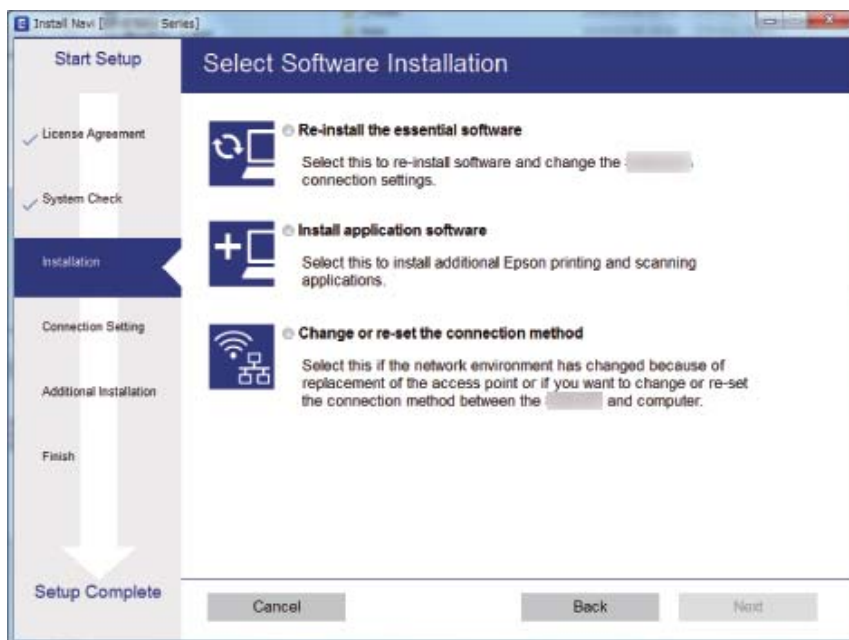 Install Navi [ Series]
Start Setup
Select Software Installation
License Agreement
System Check
Installation
Connection Setting
Additional Installation
Finish
Setup Complete
Re-install the essential software
Select this to re-install software and change the
connection settings.
Install application software
Select this to install additional Epson printing and scanning
applications.
Change or re-set the connection method
Select this if the network environment has changed because of
replacement of the access point or if you want to change or re-set
the connection method between the and computer.
Cancel
Back
Next